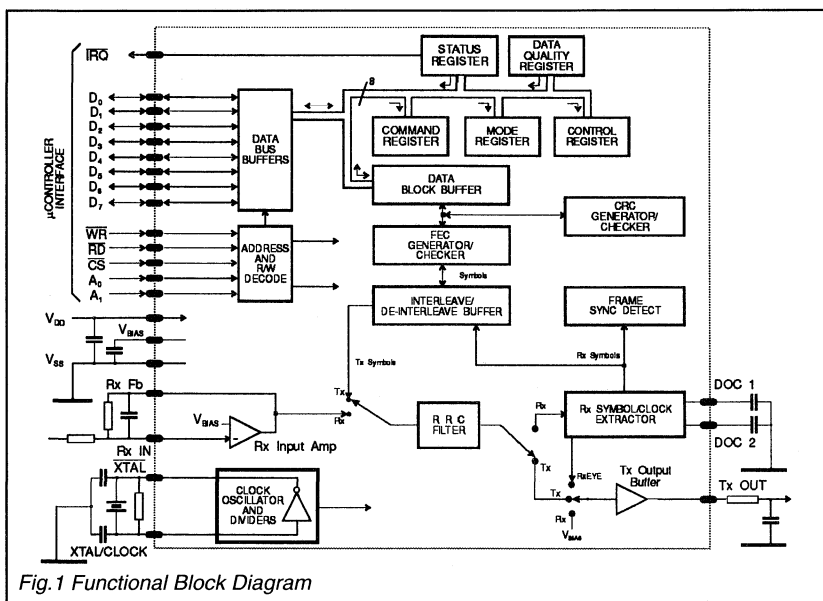 IRQ
D0
D1
D2
D3
D4
D5
D6
D7
µCONTROLLER
INTERFACE
WR
RD
CS
A0
A1
DATA
BUS
BUFFERS
ADDRESS
AND
R/W
DECODE
STATUS
REGISTER
DATA
QUALITY
REGISTER
8
COMMAND
REGISTER
MODE
REGISTER
CONTROL
REGISTER
DATA
BLOCK BUFFER
CRC
GENERATOR/
CHECKER
FEC
GENERATOR/
CHECKER
Symbols
INTERLEAVE/
DE-INTERLEAVE BUFFER
FRAME
SYNC DETECT
Tx Symbols
Rx Symbols
VDD
VBIAS
VSS
Rx Fb
VBIAS
Rx IN
Rx Input Amp
Tx
Rx
R R C
FILTER
Rx
Tx
Rx SYMBOL/CLOCK
EXTRACTOR
DOC 1
DOC 2
RxEYE
Tx
Rx
VBIAS
Tx Output
Buffer
Tx OUT
XTAL
CLOCK
OSCILLATOR
AND
DIVIDERS
XTAL/CLOCK
Fig.1 Functional Block Diagram